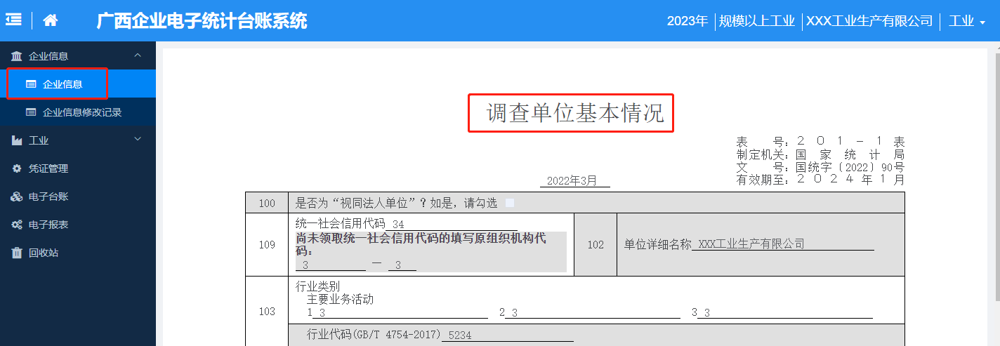 广西企业电子统计台账系统
2023年 规模以上工业 XXX工业生产有限公司 工业
企业信息
企业信息
企业信息修改记录
工业
凭证管理
电子台账
电子报表
回收站
调查单位基本情况
表 号：２０１－１表
制定机关：国家统计局
文 号：国统字〔2022〕90号
有效期至：２０２４年１月
2022年3月
100 是否为“视同法人单位”？如是，请勾选
109 统一社会信用代码 34
尚未领取统一社会信用代码的填写原组织机构代码：
3 — 3
102 单位详细名称 XXX工业生产有限公司
103 行业类别
主要业务活动
1 3 2 3 3 3
行业代码(GB/T 4754-2017) 5234